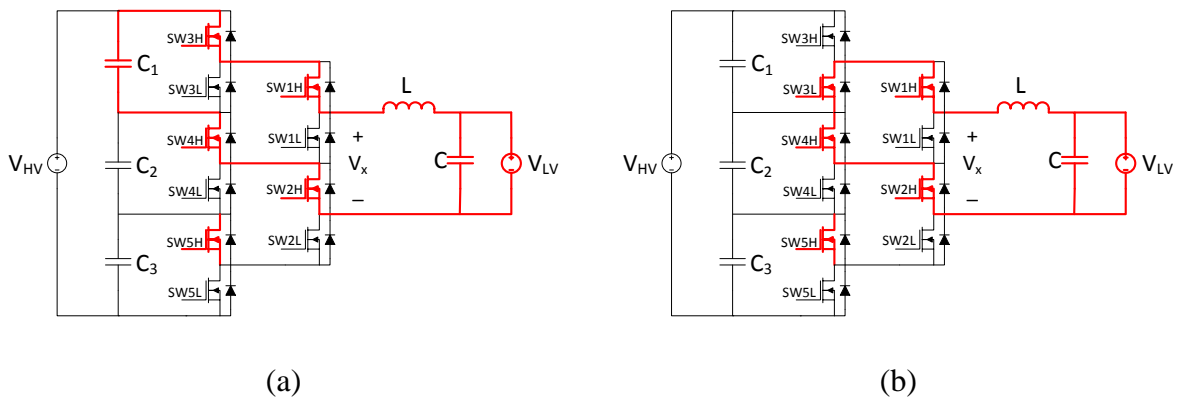 SW3H
C1
SW3L
SW1H
L
SW4H
SW1L
+
VHV
C2
Vx
C
VLV
SW4L
SW2H
–
SW5H
SW2L
C3
SW5L
(a)
SW3H
C1
SW3L
SW1H
L
SW4H
SW1L
+
VHV
C2
Vx
C
VLV
SW4L
SW2H
–
SW5H
SW2L
C3
SW5L
(b)